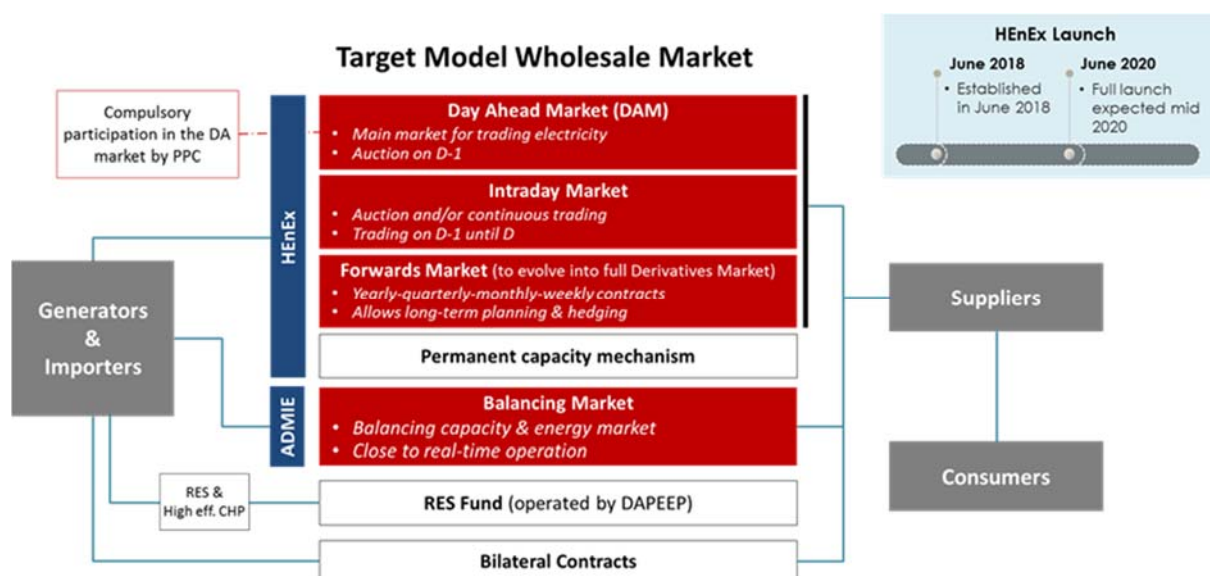 Target Model Wholesale Market
HEnEx Launch
June 2018
• Established
in June 2018
June 2020
• Full launch
expected mid
2020
Compulsory
participation in the DA
market by PPC
HEnEx
Day Ahead Market (DAM)
• Main market for trading electricity
• Auction on D-1
Intraday Market
• Auction and/or continuous trading
• Trading on D-1 until D
Forwards Market (to evolve into full Derivatives Market)
• Yearly-quarterly-monthly-weekly contracts
• Allows long-term planning & hedging
Permanent capacity mechanism
Generators
&
Importers
ADMIE
Balancing Market
• Balancing capacity & energy market
• Close to real-time operation
RES &
High eff. CHP
RES Fund (operated by DAPEEP)
Bilateral Contracts
Suppliers
Consumers